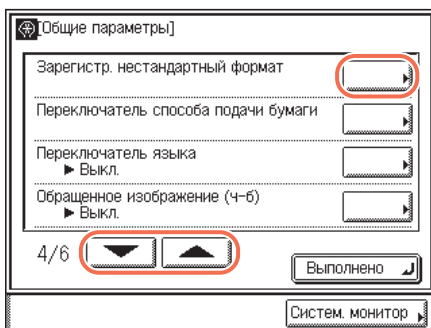 [Общие параметры]
Зарегистр. нестандартный формат
Переключатель способа подачи бумаги
Переключатель языка
▶ Выкл.
Обращенное изображение (ч-б)
▶ Выкл.
4/6
Выполнено
Систем. монитор